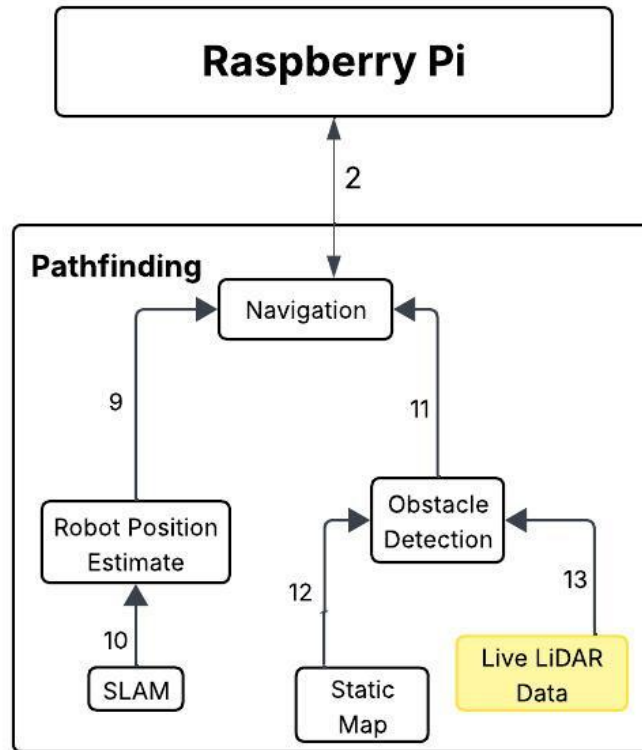 Raspberry Pi
2
Pathfinding
Navigation
9
11
Robot Position
Estimate
Obstacle
Detection
10
12
13
SLAM
Static
Map
Live LiDAR
Data